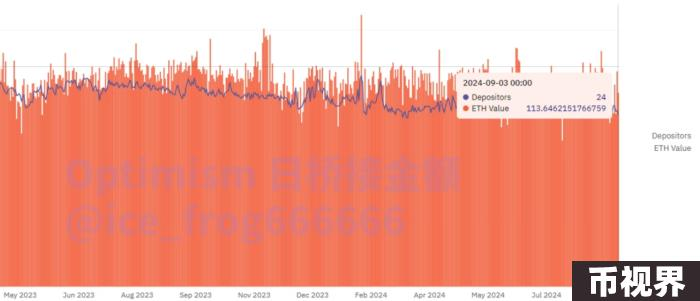 2024-09-03 00:00
Depositors 24
ETH Value 113.6462151766759
Depositors
ETH Value
Optimism 日桥接金额
@ice_frog666666
May 2023 Jun 2023 Aug 2023 Sep 2023 Nov 2023 Dec 2023 Feb 2024 Apr 2024 May 2024 Jul 2024
币视界